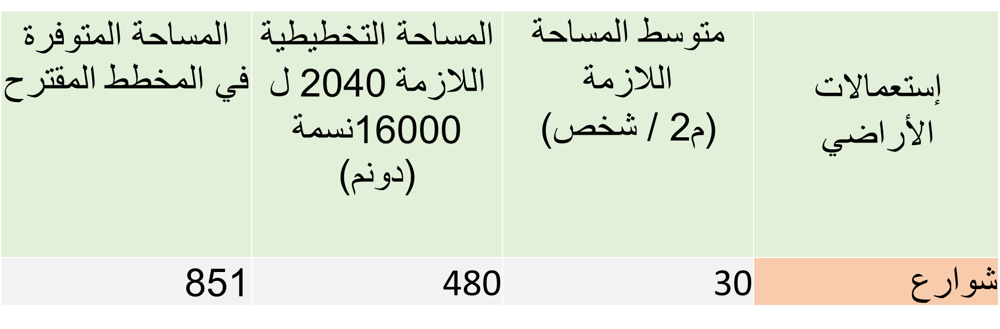 إستعمالات
الأراضي
متوسط المساحة
اللازمة
(م2 / شخص)
المساحة التخطيطية
اللازمة 2040 ل
16000نسمة
(دونم)
المساحة المتوفرة
في المخطط المقترح
شوارع
30
480
851